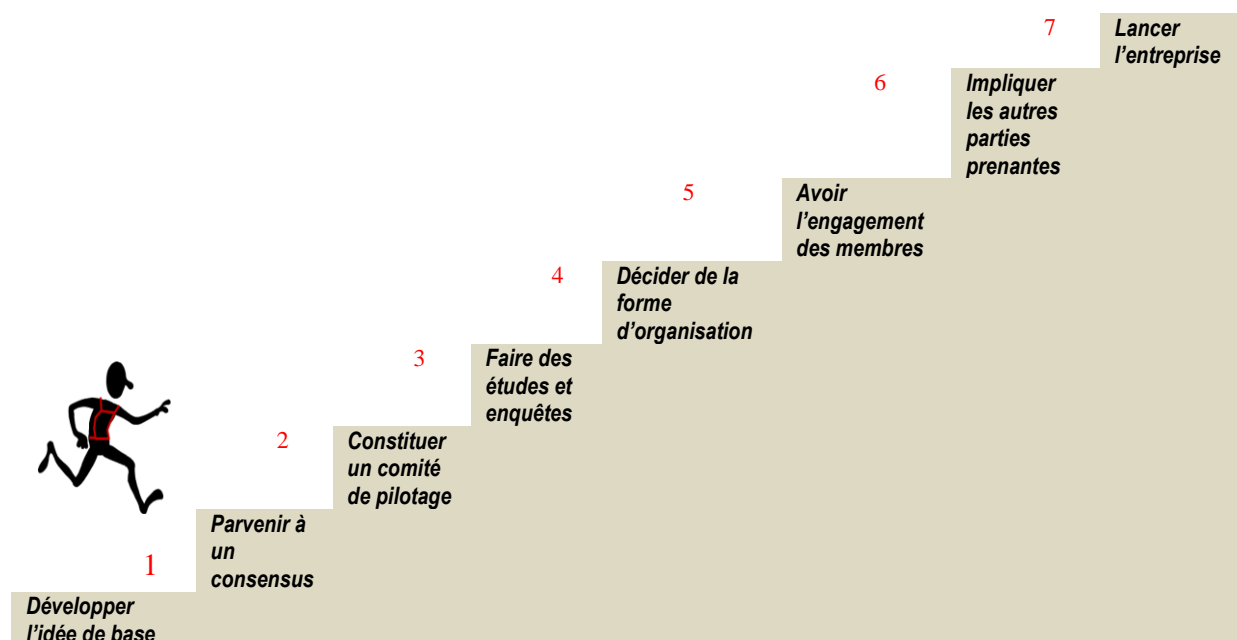 7
Lancer
l’entreprise
6
Impliquer
les autres
parties
prenantes
5
Avoir
l’engagement
des membres
4
Décider de la
forme
d’organisation
3
Faire des
études et
enquêtes
2
Constituer
un comité
de pilotage
1
Parvenir à
un
consensus
Développer
l’idée de base